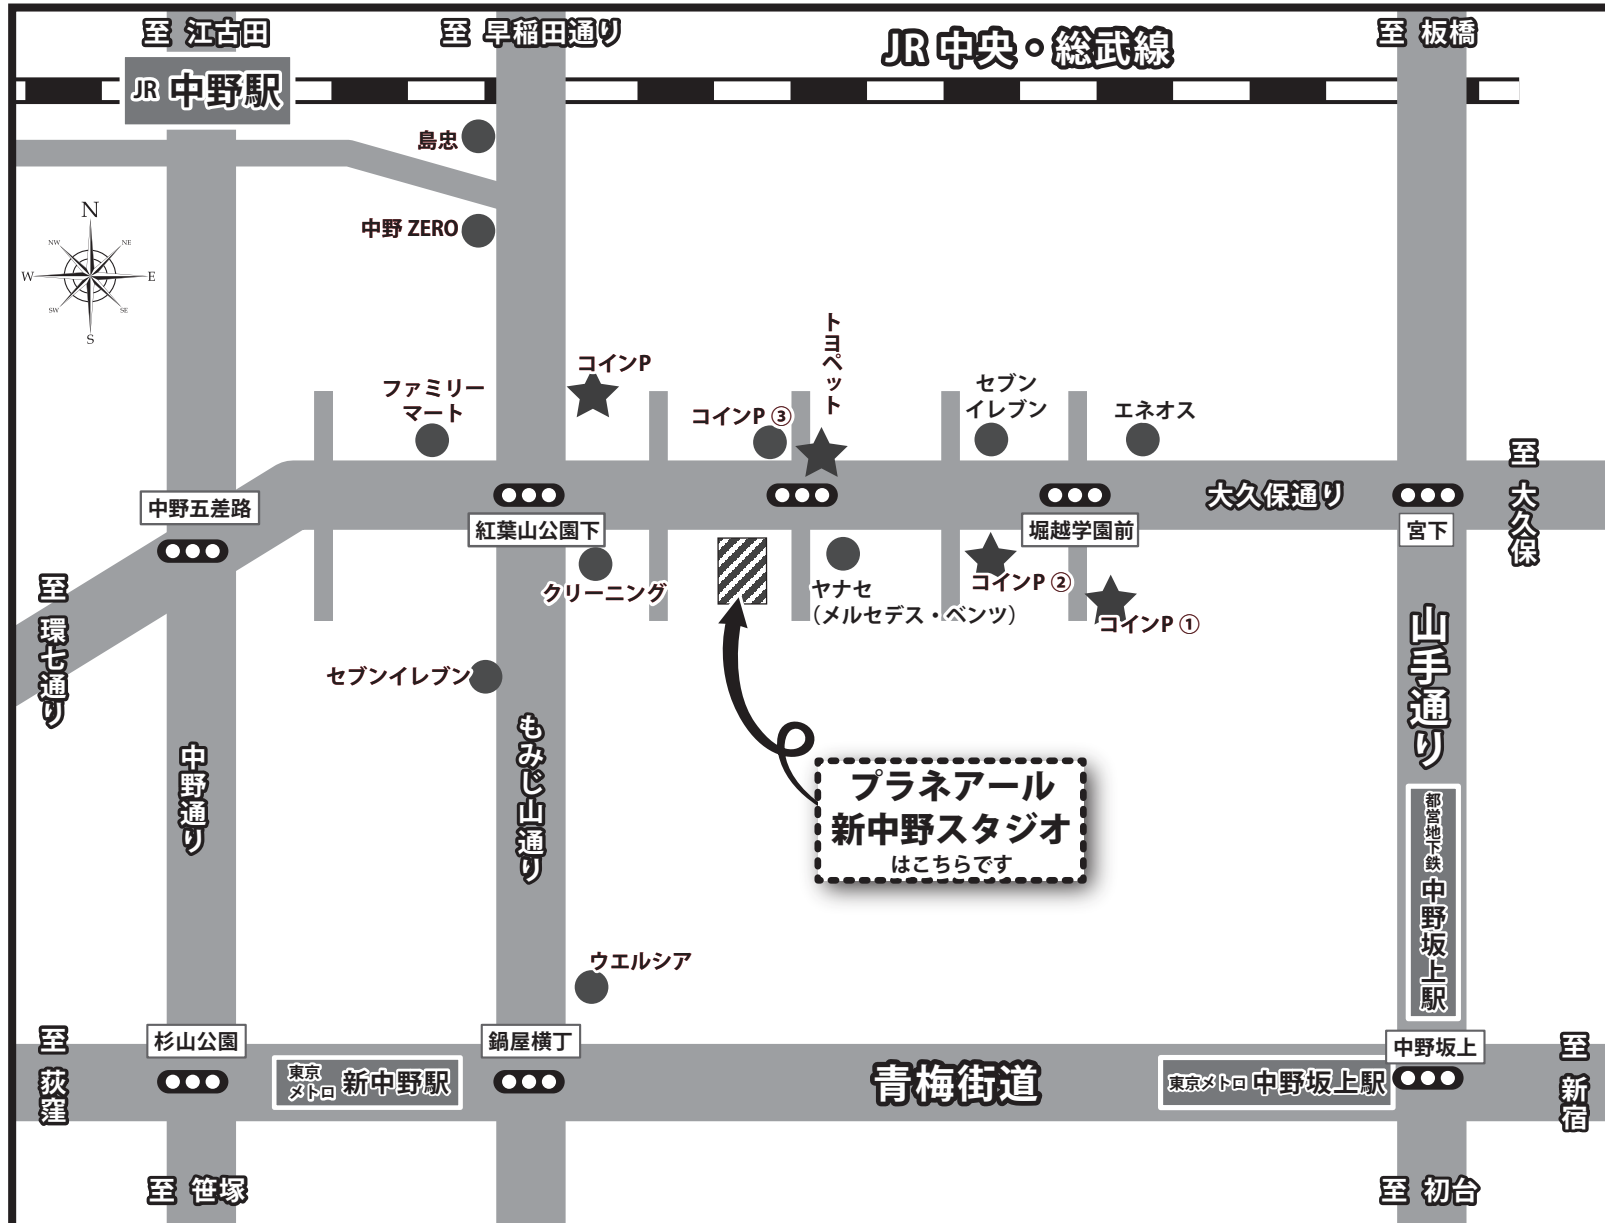 至 江古田
至 早稲田通り
JR 中央・総武線
至 板橋
JR 中野駅
島忠
中野 ZERO
N
NW
NE
W
E
SW
SE
S
コインP
トヨペット
ファミリー
マート
コインP ③
セブン
イレブン
エネオス
至 大久保
大久保通り
中野五差路
紅葉山公園下
堀越学園前
宮下
クリーニング
ヤナセ
(メルセデス・ベンツ)
コインP ②
コインP ①
至 環七通り
セブンイレブン
山手通り
中野通り
もみじ山通り
プラネアール
新中野スタジオ
はこちらです
都営地下鉄 中野坂上駅
ウエルシア
至 荻窪
杉山公園
東京
メトロ 新中野駅
鍋屋横丁
青梅街道
東京メトロ 中野坂上駅
中野坂上
至 新宿
至 笹塚
至 初台